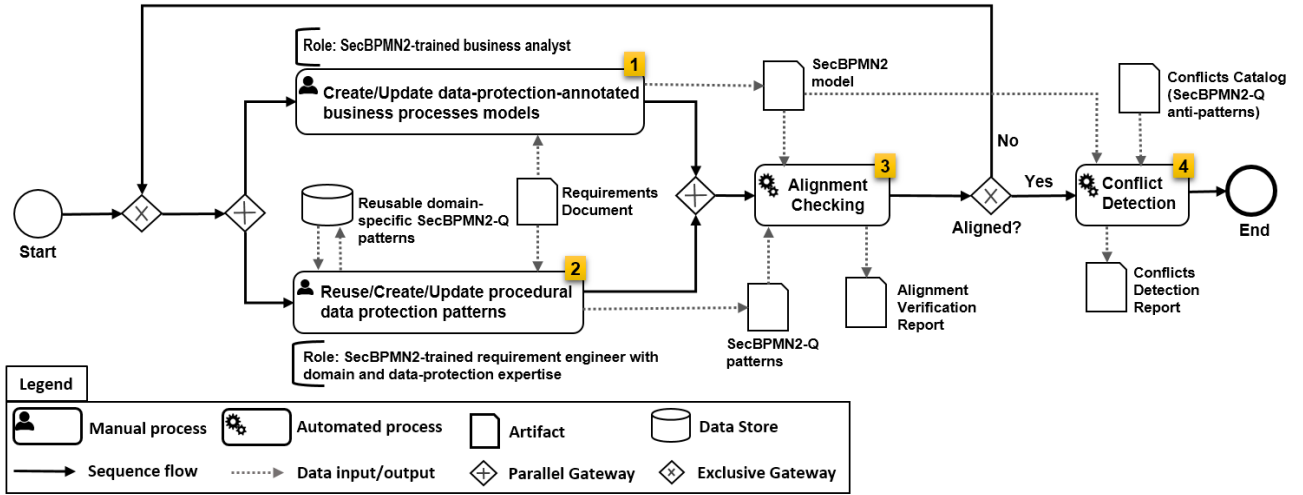 Role: SecBPMN2-trained business analyst
1
Create/Update data-protection-annotated
business processes models
SecBPMN2
model
Conflicts Catalog
(SecBPMN2-Q
anti-patterns)
No
Start
Reusable domain-
specific SecBPMN2-Q
patterns
Requirements
Document
3
Alignment
Checking
Aligned?
Yes
4
Conflict
Detection
End
2
Reuse/Create/Update procedural
data protection patterns
SecBPMN2-Q
patterns
Alignment
Verification
Report
Conflicts
Detection
Report
Role: SecBPMN2-trained requirement engineer with
domain and data-protection expertise
Legend
Manual process
Automated process
Artifact
Data Store
Sequence flow
Data input/output
Parallel Gateway
Exclusive Gateway